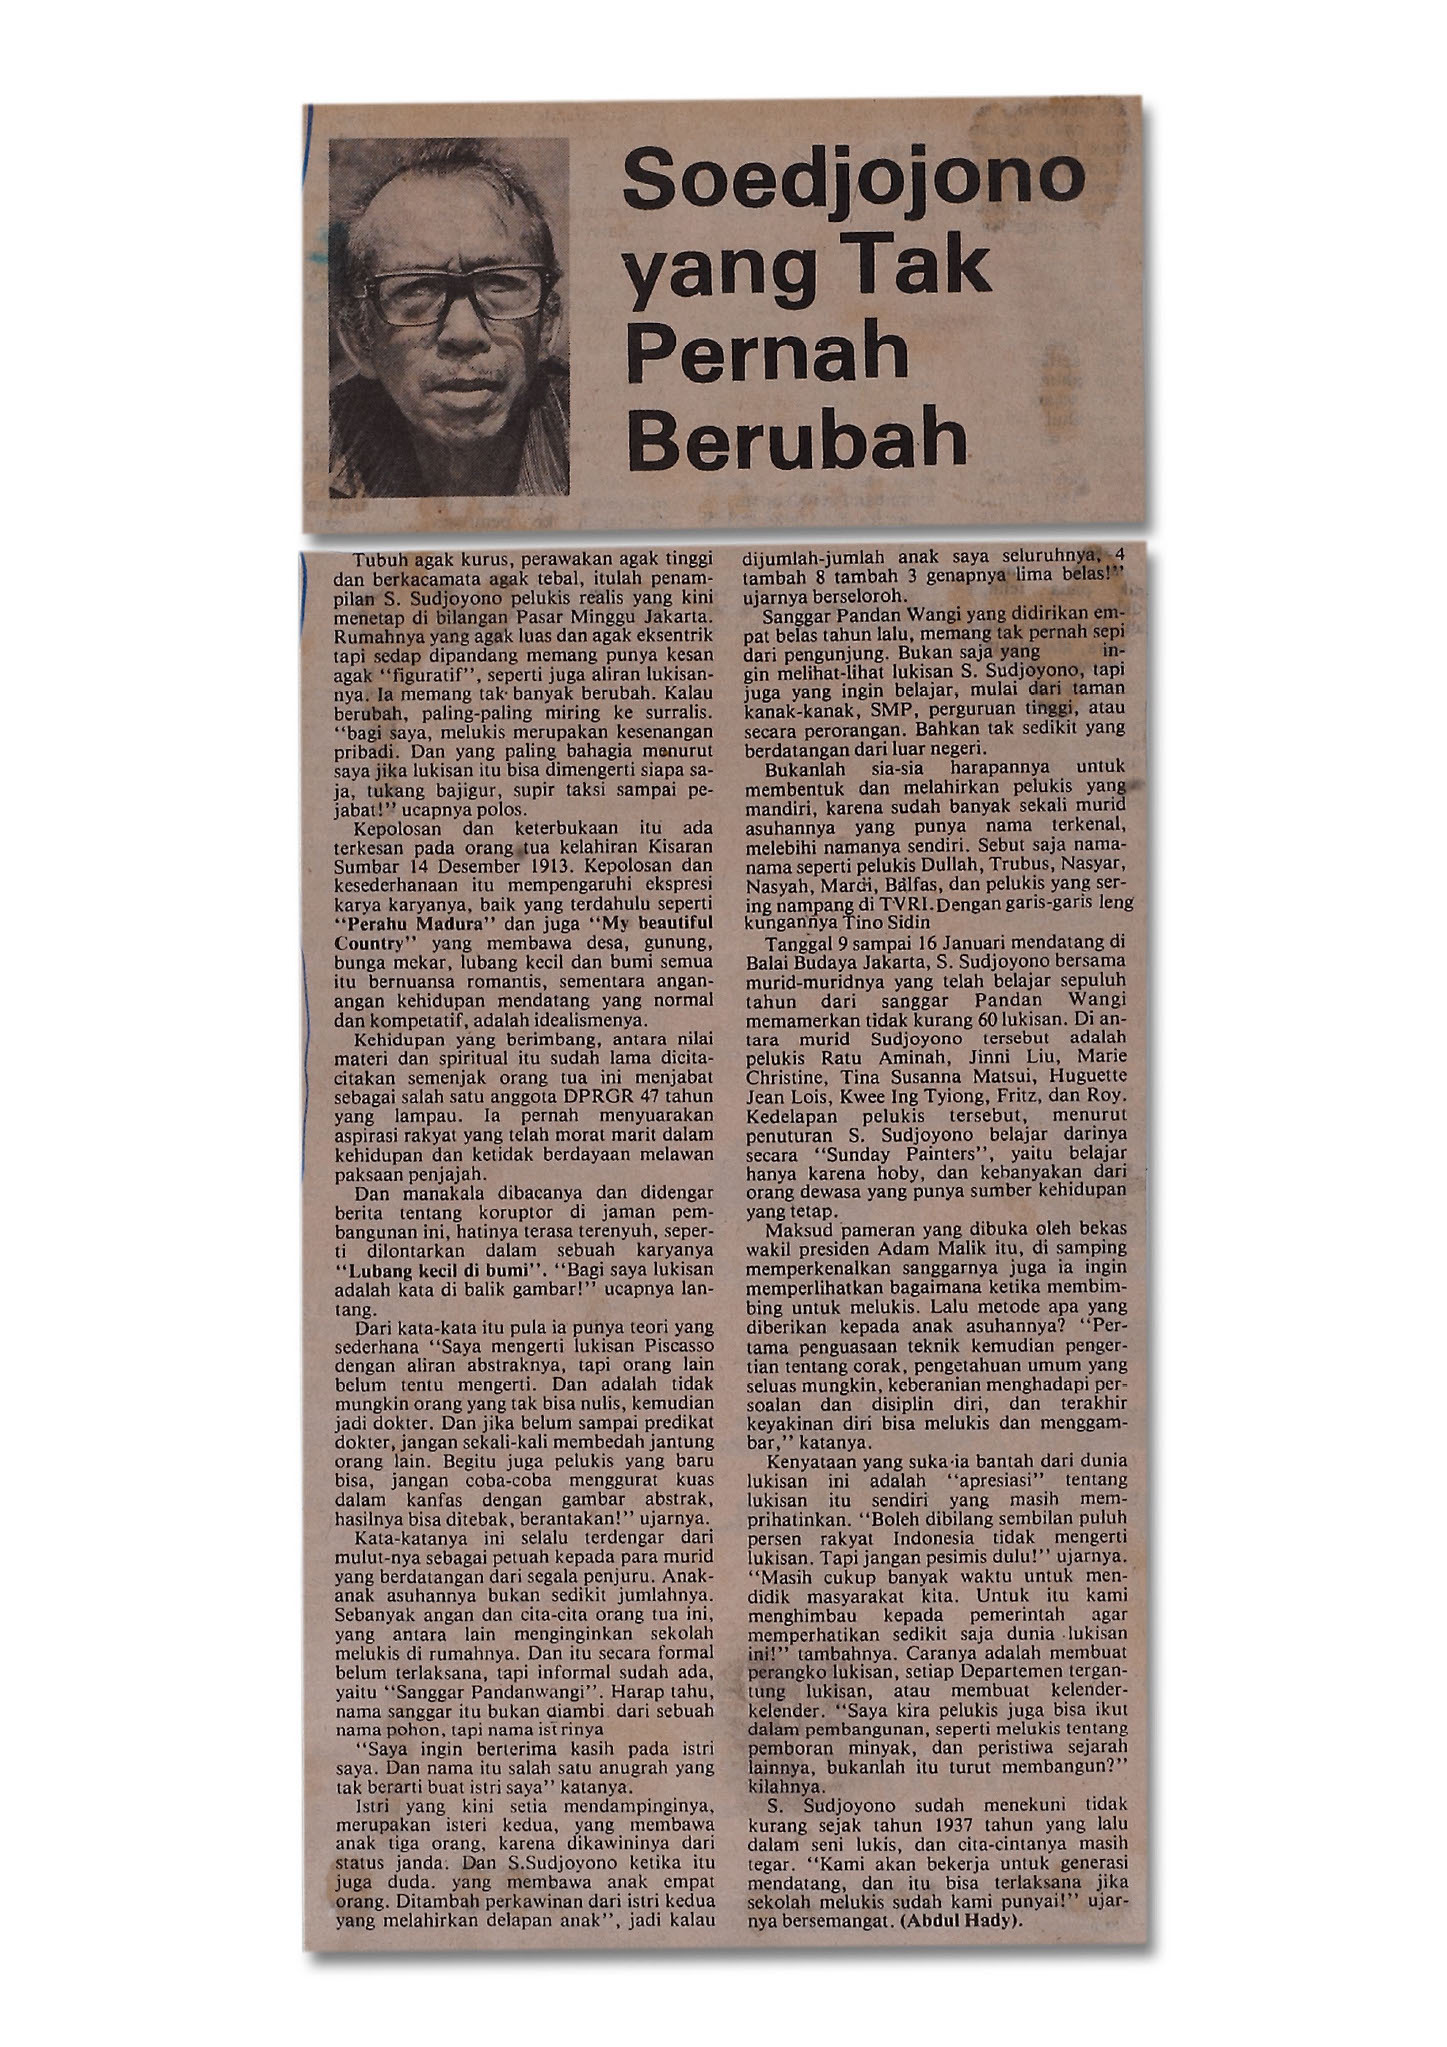 Soedjojono
yang Tak
Pernah
Berubah
Tubuh agak kurus, perawakan agak tinggi
dan berkacamata agak tebal, itulah penam-
pilan S. Sudjoyono pelukis realis yang kini
menetap di bilangan Pasar Minggu Jakarta.
Rumahnya yang agak luas dan agak eksentrik
tapi sedap dipandang memang punya kesan
agak “figuratif”, seperti juga aliran lukisan-
nya. Ia memang tak banyak berubah. Kalau
berubah, paling-paling miring ke surralis.
“bagi saya, melukis merupakan kesenangan
pribadi. Dan yang paling bahagia menurut
saya jika lukisan itu bisa dimengerti siapa sa-
ja, tukang bajigur, supir taksi sampai pe-
jabat!” ucapnya polos.
Kepolosan dan keterbukaan itu ada
terkesan pada orang tua kelahiran Kisaran
Sumbar 14 Desember 1913. Kepolosan dan
kesederhanaan itu mempengaruhi ekspresi
karya karyanya, baik yang terdahulu seperti
“Perahu Madura” dan juga “My beautiful
Country” yang membawa desa, gunung,
bunga mekar, lubang kecil dan bumi semua
itu bernuansa romantis, sementara angan-
angan kehidupan mendatang yang normal
dan kompetatif, adalah idealismenya.
Kehidupan yang berimbang, antara nilai
materi dan spiritual itu sudah lama dicita-
citakan semenjak orang tua ini menjabat
sebagai salah satu anggota DPRGR 47 tahun
yang lampau. Ia pernah menyuarakan
aspirasi rakyat yang telah morat marit dalam
kehidupan dan ketidak berdayaan melawan
paksaan penjajah.
Dan manakala dibacanya dan didengar
berita tentang koruptor di jaman pem-
bangunan ini, hatinya terasa terenyuh, seper-
ti dilontarkan dalam sebuah karyanya
“Lubang kecil di bumi”. “Bagi saya lukisan
adalah kata di balik gambar!” ucapnya lan-
tang.
Dari kata-kata itu pula ia punya teori yang
sederhana “Saya mengerti lukisan Piscasso
dengan aliran abstraknya, tapi orang lain
belum tentu mengerti. Dan adalah tidak
mungkin orang yang tak bisa nulis, kemudian
jadi dokter. Dan jika belum sampai predikat
dokter, jangan sekali-kali membedah jantung
orang lain. Begitu juga pelukis yang baru
bisa, jangan coba-coba menggurat kuas
dalam kanfas dengan gambar abstrak,
hasilnya bisa ditebak, berantakan!” ujarnya.
Kata-katanya ini selalu terdengar dari
mulut-nya sebagai petuah kepada para murid
yang berdatangan dari segala penjuru. Anak-
anak asuhannya bukan sedikit jumlahnya.
Sebanyak angan dan cita-cita orang tua ini,
yang antara lain menginginkan sekolah
melukis di rumahnya. Dan itu secara formal
belum terlaksana, tapi informal sudah ada,
yaitu “Sanggar Pandanwangi”. Harap tahu,
nama sanggar itu bukan diambi dari sebuah
nama pohon, tapi nama istrinya
“Saya ingin berterima kasih pada istri
saya. Dan nama itu salah satu anugrah yang
tak berarti buat istri saya” katanya.
Istri yang kini setia mendampinginya,
merupakan isteri kedua, yang membawa
anak tiga orang, karena dikawininya dari
status janda. Dan S.Sudjoyono ketika itu
juga duda. yang membawa anak empat
orang. Ditambah perkawinan dari istri kedua
yang melahirkan delapan anak”, jadi kalau
dijumlah-jumlah anak saya seluruhnya, 4
tambah 8 tambah 3 genapnya lima belas!”
ujarnya berseloroh.
Sanggar Pandan Wangi yang didirikan em-
pat belas tahun lalu, memang tak pernah sepi
dari pengunjung. Bukan saja yang in-
gin melihat-lihat lukisan S. Sudjoyono, tapi
juga yang ingin belajar, mulai dari taman
kanak-kanak, SMP, perguruan tinggi, atau
secara perorangan. Bahkan tak sedikit yang
berdatangan dari luar negeri.
Bukanlah sia-sia harapannya untuk
membentuk dan melahirkan pelukis yang
mandiri, karena sudah banyak sekali murid
asuhannya yang punya nama terkenal,
melebihi namanya sendiri. Sebut saja nama-
nama seperti pelukis Dullah, Trubus, Nasyar,
Nasyah, Mardi, Balfas, dan pelukis yang ser-
ing nampang di TVRI.Dengan garis-garis leng
kungannya Tino Sidin
Tanggal 9 sampai 16 Januari mendatang di
Balai Budaya Jakarta, S. Sudjoyono bersama
murid-muridnya yang telah belajar sepuluh
tahun dari sanggar Pandan Wangi
memamerkan tidak kurang 60 lukisan. Di an-
tara murid Sudjoyono tersebut adalah
pelukis Ratu Aminah, Jinni Liu, Marie
Christine, Tina Susanna Matsui, Huguette
Jean Lois, Kwee Ing Tyiong, Fritz, dan Roy.
Kedelapan pelukis tersebut, menurut
penuturan S. Sudjoyono belajar darinya
secara “Sunday Painters”, yaitu belajar
hanya karena hoby, dan kebanyakan dari
orang dewasa yang punya sumber kehidupan
yang tetap.
Maksud pameran yang dibuka oleh bekas
wakil presiden Adam Malik itu, di samping
memperkenalkan sanggarnya juga ia ingin
memperlihatkan bagaimana ketika membim-
bing untuk melukis. Lalu metode apa yang
diberikan kepada anak asuhannya? “Per-
tama penguasaan teknik kemudian penger-
tian tentang corak, pengetahuan umum yang
seluas mungkin, keberanian menghadapi per-
soalan dan disiplin diri, dan terakhir
keyakinan diri bisa melukis dan menggam-
bar,” katanya.
Kenyataan yang suka ia bantah dari dunia
lukisan ini adalah “apresiasi” tentang
lukisan itu sendiri yang masih mem-
prihatinkan. “Boleh dibilang sembilan puluh
persen rakyat Indonesia tidak mengerti
lukisan. Tapi jangan pesimis dulu!” ujarnya.
“Masih cukup banyak waktu untuk men-
didik masyarakat kita. Untuk itu kami
menghimbau kepada pemerintah agar
memperhatikan sedikit saja dunia lukisan
ini!” tambahnya. Caranya adalah membuat
perangko lukisan, setiap Departemen tergan-
tung lukisan, atau membuat kelender-
kelender. “Saya kira pelukis juga bisa ikut
dalam pembangunan, seperti melukis tentang
pemboran minyak, dan peristiwa sejarah
lainnya, bukanlah itu turut membangun?”
kilahnya.
S. Sudjoyono sudah menekuni tidak
kurang sejak tahun 1937 tahun yang lalu
dalam seni lukis, dan cita-cintanya masih
tegar. “Kami akan bekerja untuk generasi
mendatang, dan itu bisa terlaksana jika
sekolah melukis sudah kami punyai!” ujar-
nya bersemangat. (Abdul Hady).